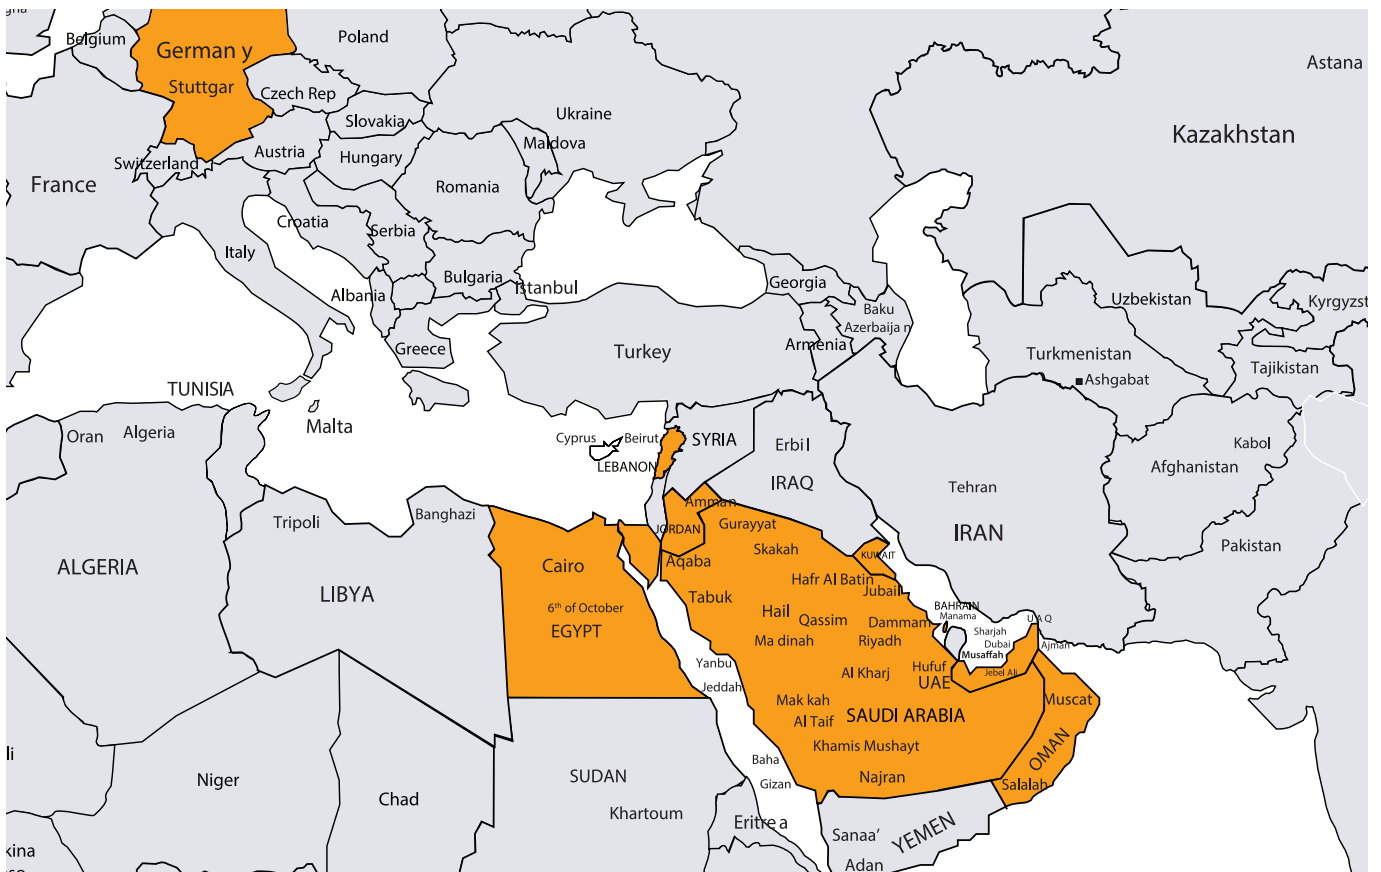 Belgium
German y
Poland
Stuttgar
Czech Rep
Astana
Slovakia
Ukraine
Kazakhstan
Switzerland
Austria
Hungary
Maldova
France
Romania
Croatia
Serbia
Italy
Bulgaria
Istanbul
Georgia
Albania
Baku
Azerbaija n
Uzbekistan
Kyrgyzst
Greece
Turkey
Armenia
Turkmenistan
Tajikistan
Ashgabat
TUNISIA
Malta
Oran
Algeria
Cyprus
Beirut
SYRIA
Erbil
Kabol
LEBANON
IRAQ
Afghanistan
Tehran
Tripoli
Banghazi
Amman
JORDAN
Gurayyat
IRAN
Skakah
KUWAIT
Pakistan
ALGERIA
Cairo
Aqaba
LIBYA
Tabuk
Hafr Al Batin
Jubail
6th of October
EGYPT
Hail
Qassim
Dammam
BAHRAIN
Manama
U A Q
Ma dinah
Riyadh
Sharjah
Dubai
Ajman
Musaffah
Yanbu
Jeddah
Al Kharj
Hufuf
UAE
Jebel Ali
Mak kah
Al Taif
SAUDI ARABIA
Muscat
OMAN
Khamis Mushayt
li
Niger
Chad
SUDAN
Khartoum
Baha
Gizan
Najran
Salalah
Eritre a
Sanaa'
YEMEN
Adan
kina